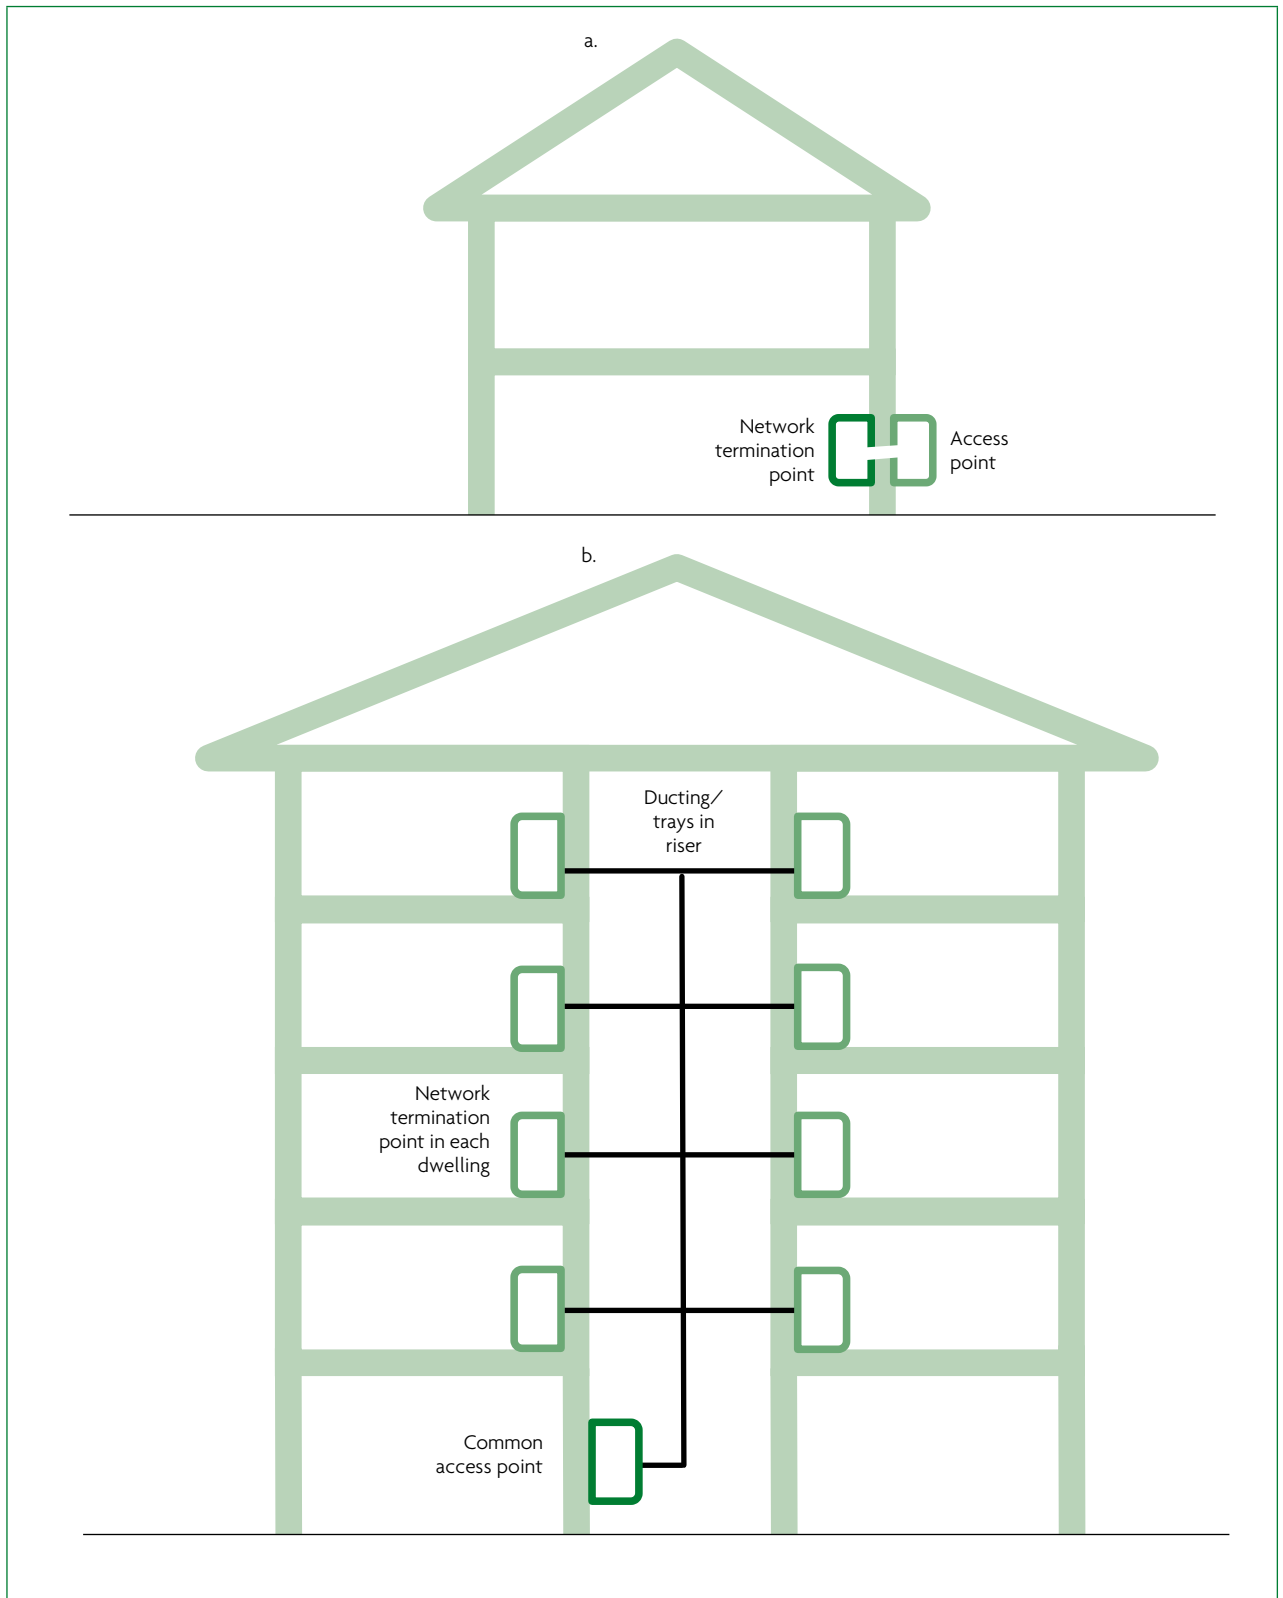 a.
Network
termination
point
Access
point
b.
Ducting/
trays in
riser
Network
termination
point in each
dwelling
Common
access point